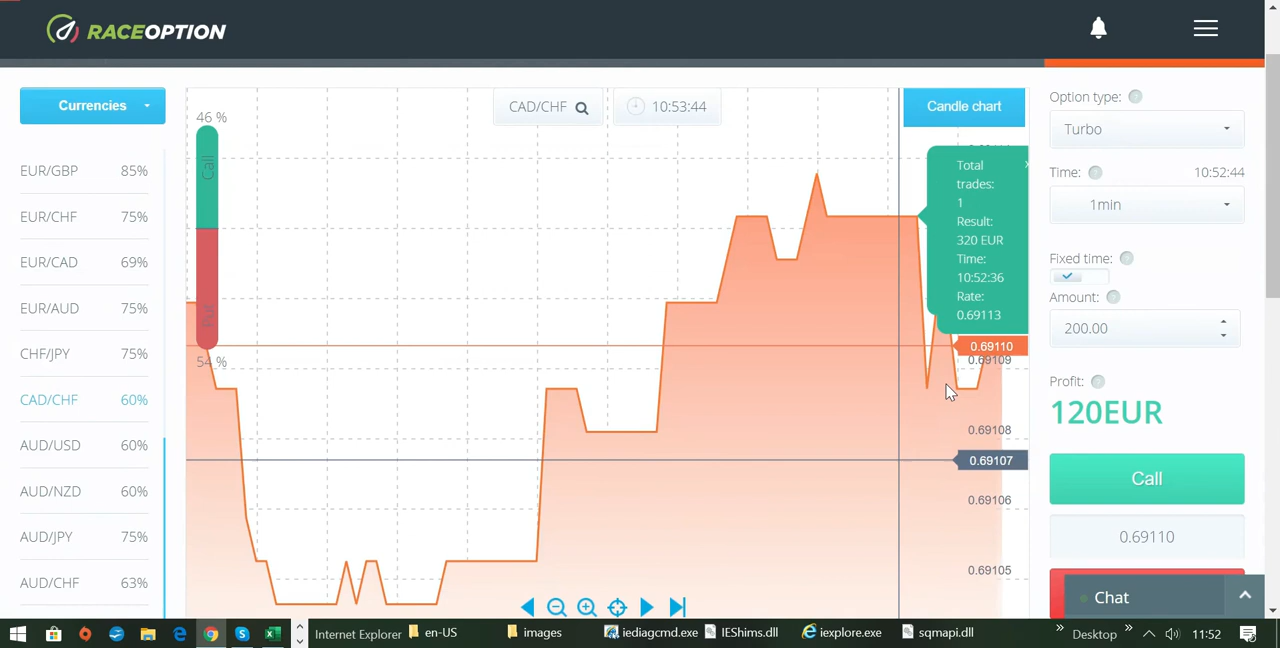 RACEOPTION
Currencies
EUR/GBP 85%
EUR/CHF 75%
EUR/CAD 69%
EUR/AUD 75%
CHF/JPY 75%
CAD/CHF 60%
AUD/USD 60%
AUD/NZD 60%
AUD/JPY 75%
AUD/CHF 63%
46 %
Call
Put
54 %
CAD/CHF
10:53:44
Candle chart
Total
trades:
1
Result:
320 EUR
Time:
10:52:36
Rate:
0.69113
0.69110
0.69109
0.69108
0.69107
0.69106
0.69105
Option type:
Turbo
Time: 10:52:44
1min
Fixed time:
Amount:
200.00
Profit:
120EUR
Call
0.69110
Chat
Internet Explorer
en-US
images
iediagcmd.exe
IEShims.dll
iexplore.exe
sqmapi.dll
Desktop
11:52